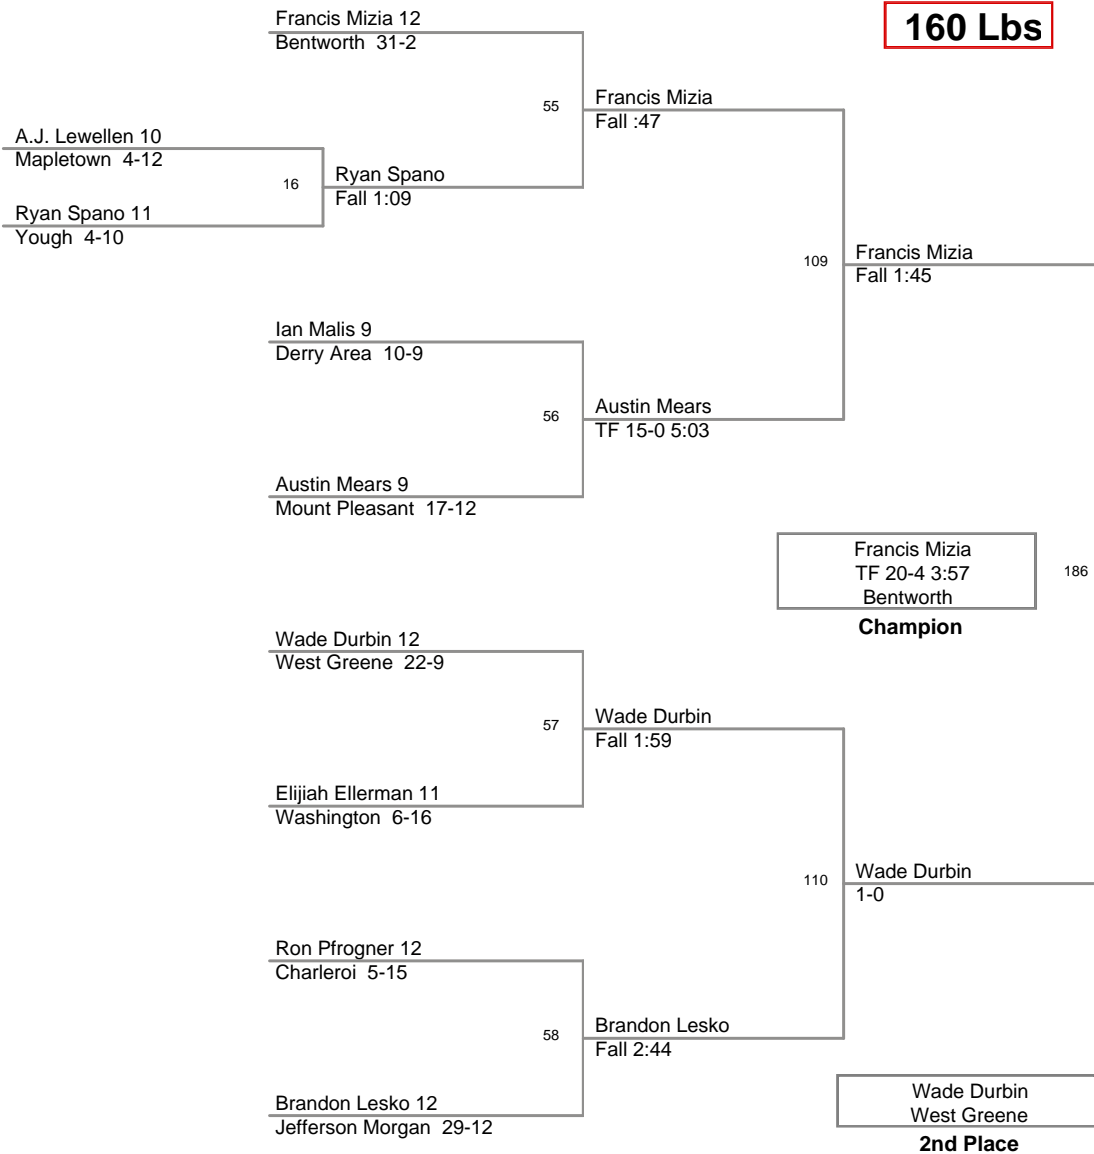 160 Lbs
Francis Mizia 12
Bentworth 31-2
55
Francis Mizia
Fall :47
A.J. Lewellen 10
Mapletown 4-12
16
Ryan Spano
Fall 1:09
Ryan Spano 11
Yough 4-10
109
Francis Mizia
Fall 1:45
Ian Malis 9
Derry Area 10-9
56
Austin Mears
TF 15-0 5:03
Austin Mears 9
Mount Pleasant 17-12
Francis Mizia
TF 20-4 3:57
Bentworth
186
Champion
Wade Durbin 12
West Greene 22-9
57
Wade Durbin
Fall 1:59
Elijiah Ellerman 11
Washington 6-16
110
Wade Durbin
1-0
Ron Pfrogner 12
Charleroi 5-15
58
Brandon Lesko
Fall 2:44
Brandon Lesko 12
Jefferson Morgan 29-12
Wade Durbin
West Greene
2nd Place